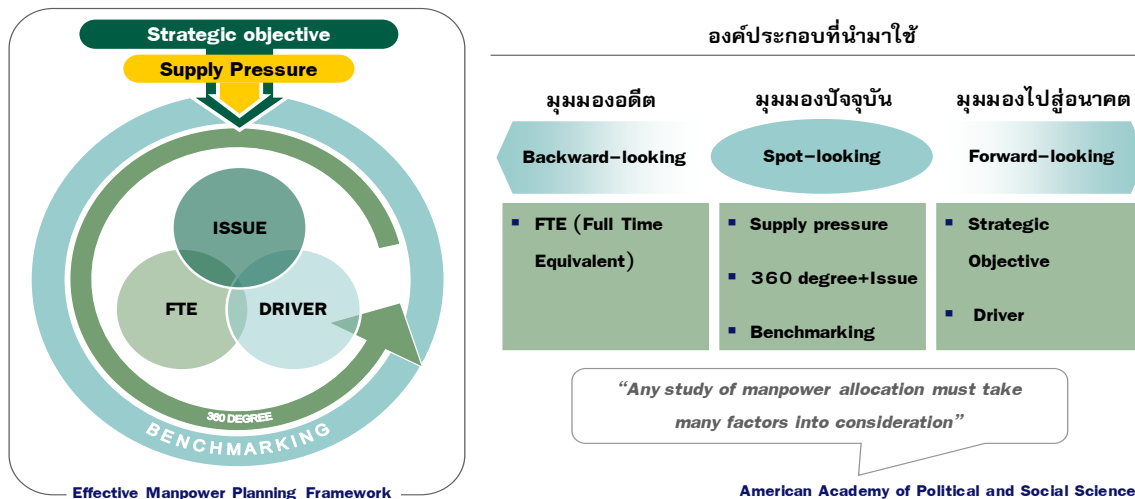 Strategic objective
Supply Pressure
ISSUE
FTE
DRIVER
360 DEGREE
BENCHMARKING
Effective Manpower Planning Framework
องค์ประกอบที่นำมาใช้
มุมมองอดีต
มุมมองปัจจุบัน
มุมมองไปสู่อนาคต
Backward-looking
Spot-looking
Forward-looking
▪ FTE (Full Time
Equivalent)
▪ Supply pressure
▪ 360 degree+Issue
▪ Benchmarking
▪ Strategic
Objective
▪ Driver
“Any study of manpower allocation must take
many factors into consideration”
American Academy of Political and Social Science